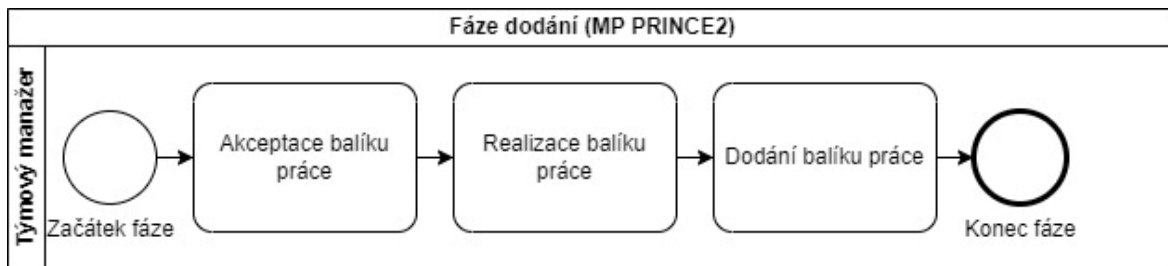 Fáze dodání (MP PRINCE2)
Týmový manažer
Začátek fáze
Akceptace balíku
práce
Realizace balíku
práce
Dodání balíku práce
Konec fáze